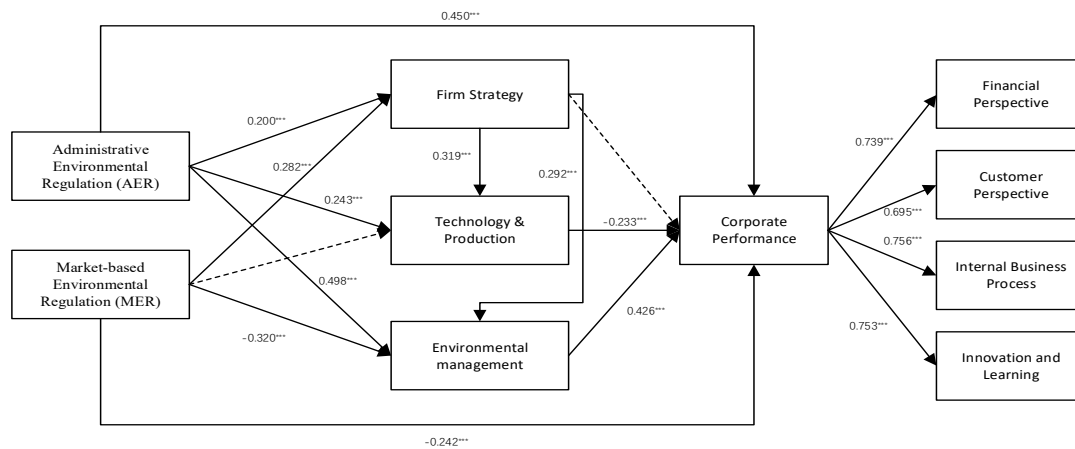 0.450***
Firm Strategy
Financial
Perspective
0.200***
0.739***
Administrative
Environmental
Regulation (AER)
0.282***
0.319***
0.292***
Customer
Perspective
0.243***
Technology &
Production
-0.233***
Corporate
Performance
0.695***
0.756***
Market-based
Environmental
Regulation (MER)
Internal Business
Process
0.498***
0.426***
-0.320***
Environmental
management
0.753***
Innovation and
Learning
-0.242***